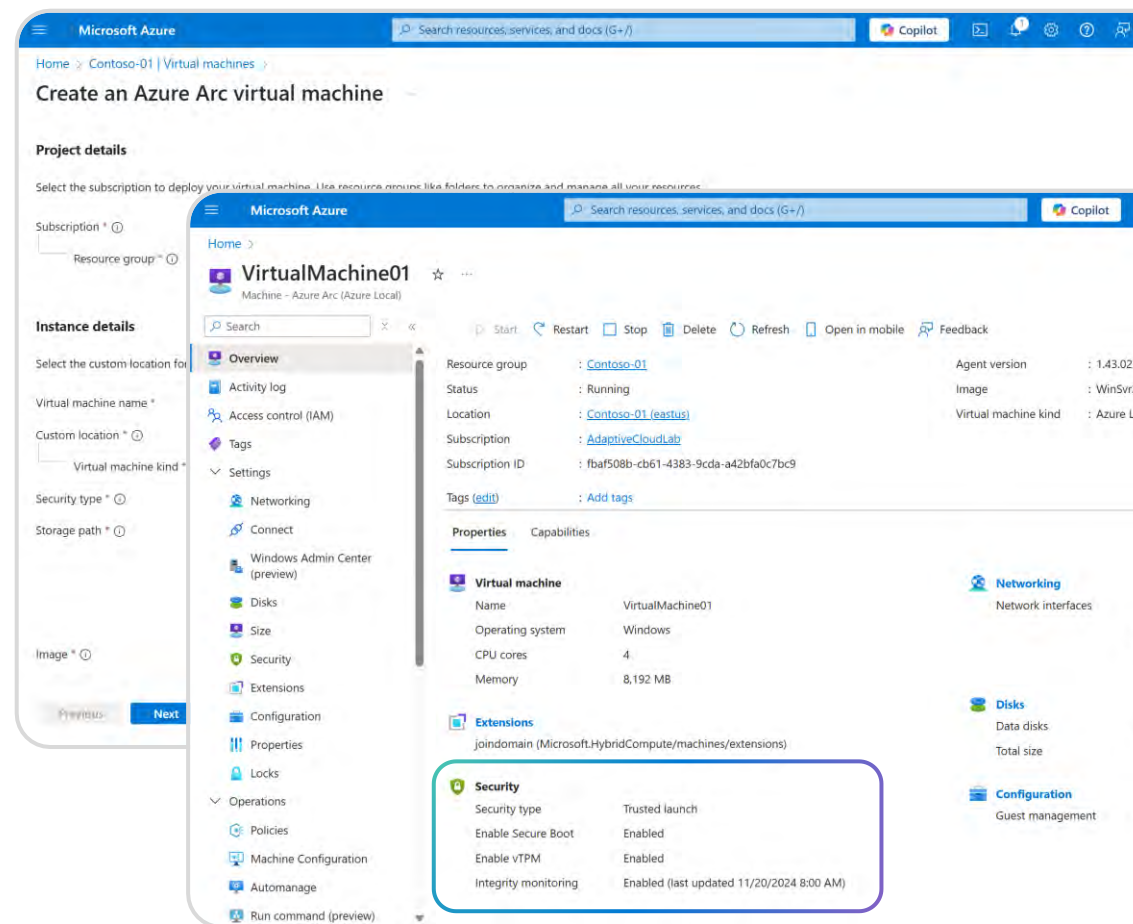 Microsoft Azure
Search resources, services, and docs (G+/)
Copilot
1
Home > Contoso-01 | Virtual machines >
Create an Azure Arc virtual machine
Project details
Select the subscription to deploy your virtual machine. Use resource groups like folders to organize and manage all your resources.
Subscription *
Resource group *
Instance details
Select the custom location for
Virtual machine name *
Custom location *
Virtual machine kind *
Security type *
Storage path *
Image *
Previous
Next
Microsoft Azure
Search resources, services, and docs (G+/)
Copilot
Home >
VirtualMachine01
Machine - Azure Arc (Azure Local)
Search
Overview
Activity log
Access control (IAM)
Tags
Settings
Networking
Connect
Windows Admin Center
(preview)
Disks
Size
Security
Extensions
Configuration
Properties
Locks
Operations
Policies
Machine Configuration
Automanage
Run command (preview)
Start Restart Stop Delete Refresh Open in mobile Feedback
Resource group : Contoso-01
Status : Running
Location : Contoso-01 (eastus)
Subscription : AdaptiveCloudLab
Subscription ID : fbaf508b-cb61-4383-9cda-a42bfa0c7bc9
Tags (edit) : Add tags
Agent version : 1.43.02
Image : WinSvr
Virtual machine kind : Azure L
Properties Capabilities
Virtual machine
Name VirtualMachine01
Operating system Windows
CPU cores 4
Memory 8,192 MB
Extensions
joindomain (Microsoft.HybridCompute/machines/extensions)
Security
Security type Trusted launch
Enable Secure Boot Enabled
Enable vTPM Enabled
Integrity monitoring Enabled (last updated 11/20/2024 8:00 AM)
Networking
Network interfaces
Disks
Data disks
Total size
Configuration
Guest management